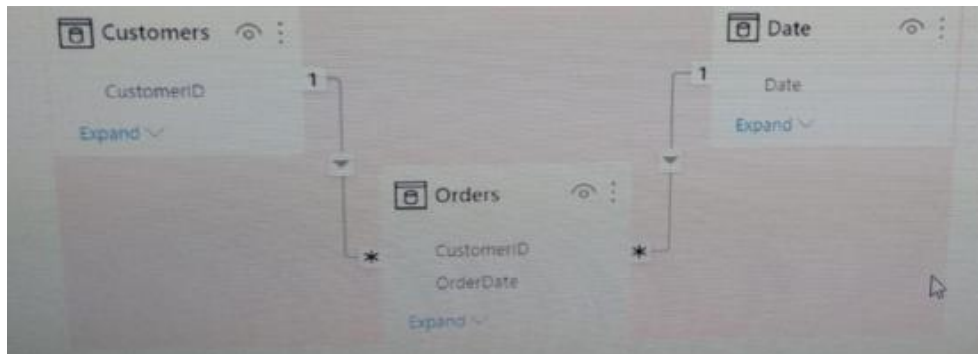 Customers
CustomerID
Expand
1
Date
Date
Expand
1
Orders
CustomerID
OrderDate
Expand
*
*